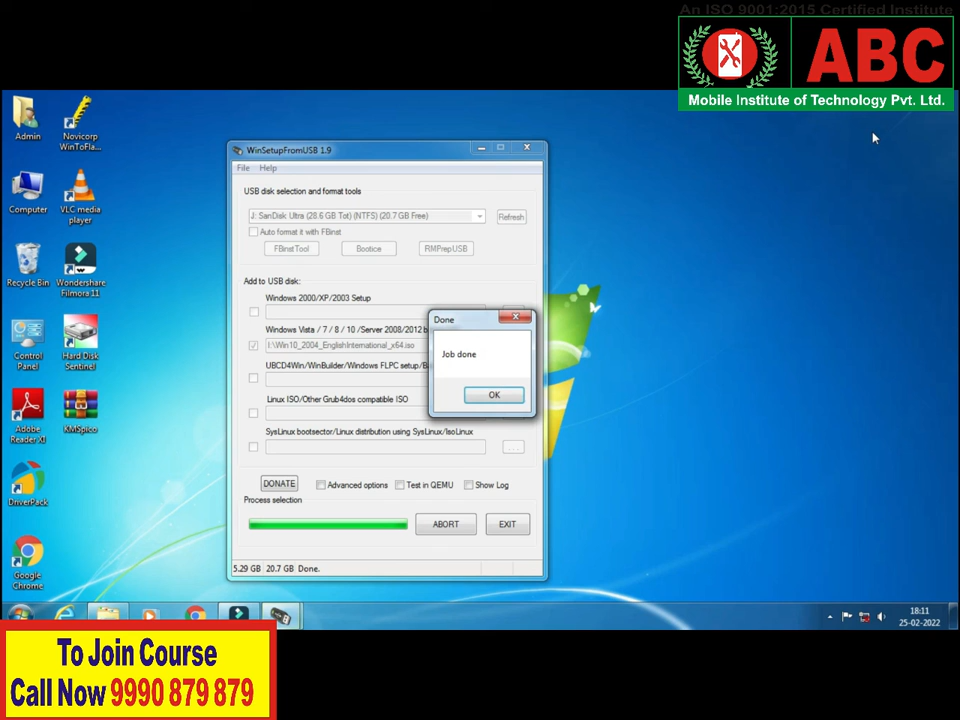 An ISO 9001:2015 Certified Institute
ABC
Mobile Institute of Technology Pvt. Ltd.
Admin
Novicorp
WinToFla...
Computer
VLC media
player
Recycle Bin
Wondershare
Filmora 11
Control
Panel
Hard Disk
Sentinel
Adobe
Reader XI
KMSpico
DriverPack
Google
Chrome
WinSetupFromUSB 1.9
File Help
USB disk selection and format tools
J: SanDisk Ultra (28.6 GB Tot) (NTFS) (20.7 GB Free)
Refresh
Auto format it with FBinst
FBinstTool
Bootice
RMPrepUSB
Add to USB disk:
Windows 2000/XP/2003 Setup
Windows Vista / 7 / 8 / 10 /Server 2008/2012 b
I:\Win10_2004_EnglishInternational_x64.iso
UBCD4Win/WinBuilder/Windows FLPC setup/Ba
Linux ISO/Other Grub4dos compatible ISO
SysLinux bootsector/Linux distribution using SysLinux/IsoLinux
...
Done
Job done
OK
DONATE
Advanced options
Test in QEMU
Show Log
Process selection
ABORT
EXIT
5.29 GB 20.7 GB Done.
18:11
25-02-2022
To Join Course
Call Now 9990 879 879